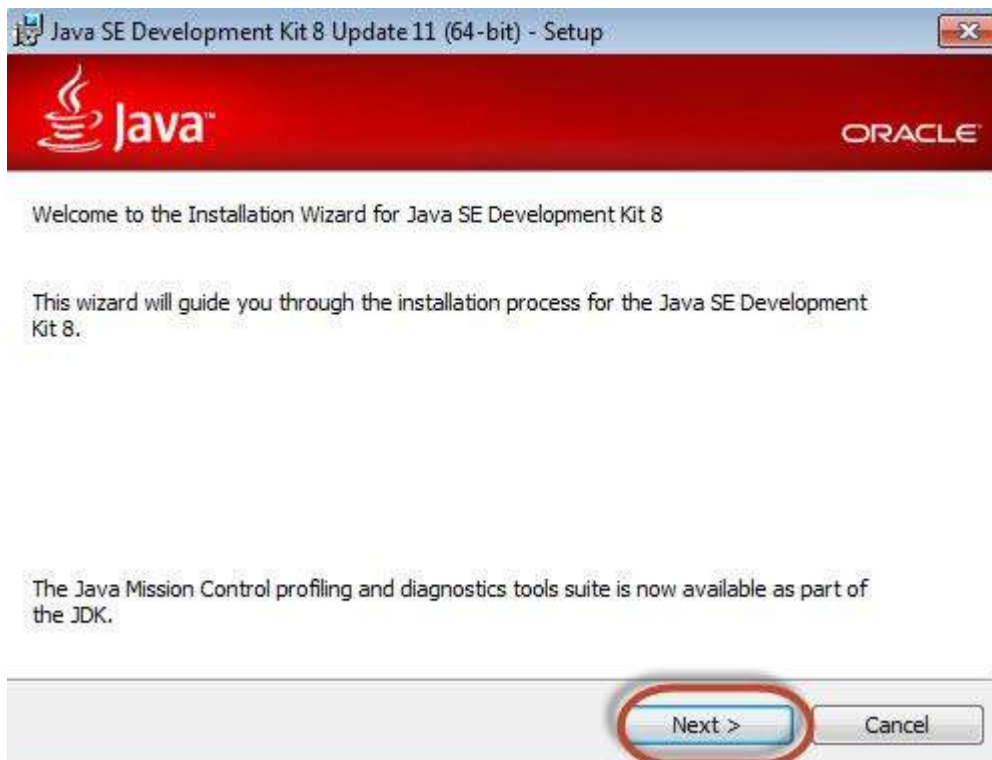 Java SE Development Kit 8 Update 11 (64-bit) - Setup
Java™
ORACLE®
Welcome to the Installation Wizard for Java SE Development Kit 8
This wizard will guide you through the installation process for the Java SE Development
Kit 8.
The Java Mission Control profiling and diagnostics tools suite is now available as part of
the JDK.
Next >
Cancel